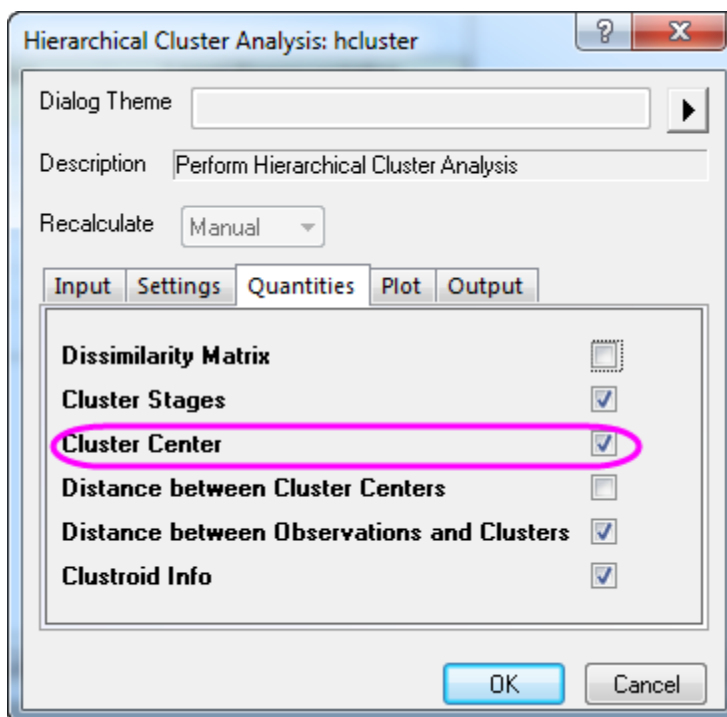 Hierarchical Cluster Analysis: hcluster
Dialog Theme
Description Perform Hierarchical Cluster Analysis
Recalculate Manual
Input Settings Quantities Plot Output
Dissimilarity Matrix
Cluster Stages
Cluster Center
Distance between Cluster Centers
Distance between Observations and Clusters
Clustroid Info
OK Cancel